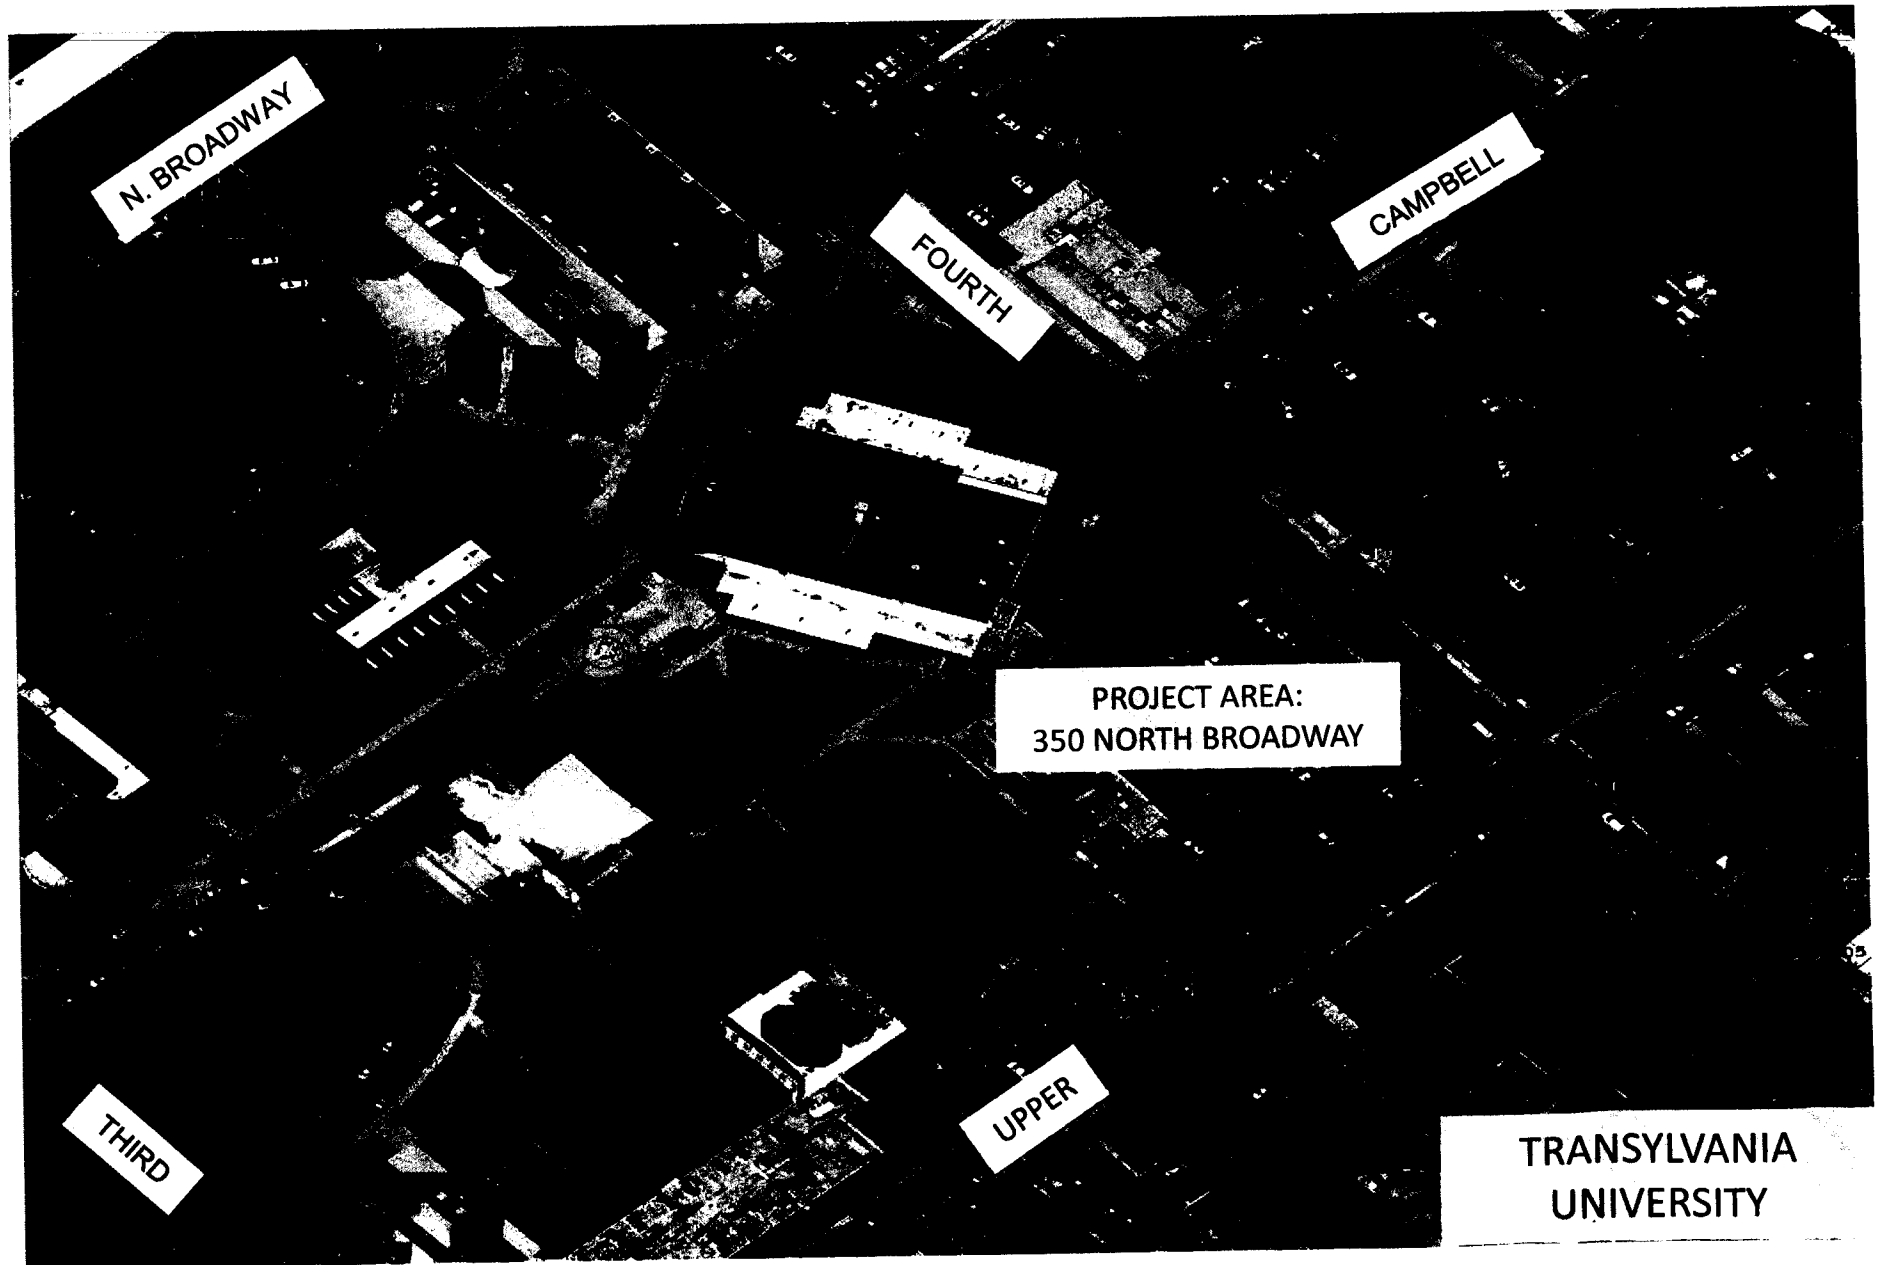 N. BROADWAY
CAMPBELL
FOURTH
PROJECT AREA:
350 NORTH BROADWAY
THIRD
UPPER
TRANSYLVANIA
UNIVERSITY